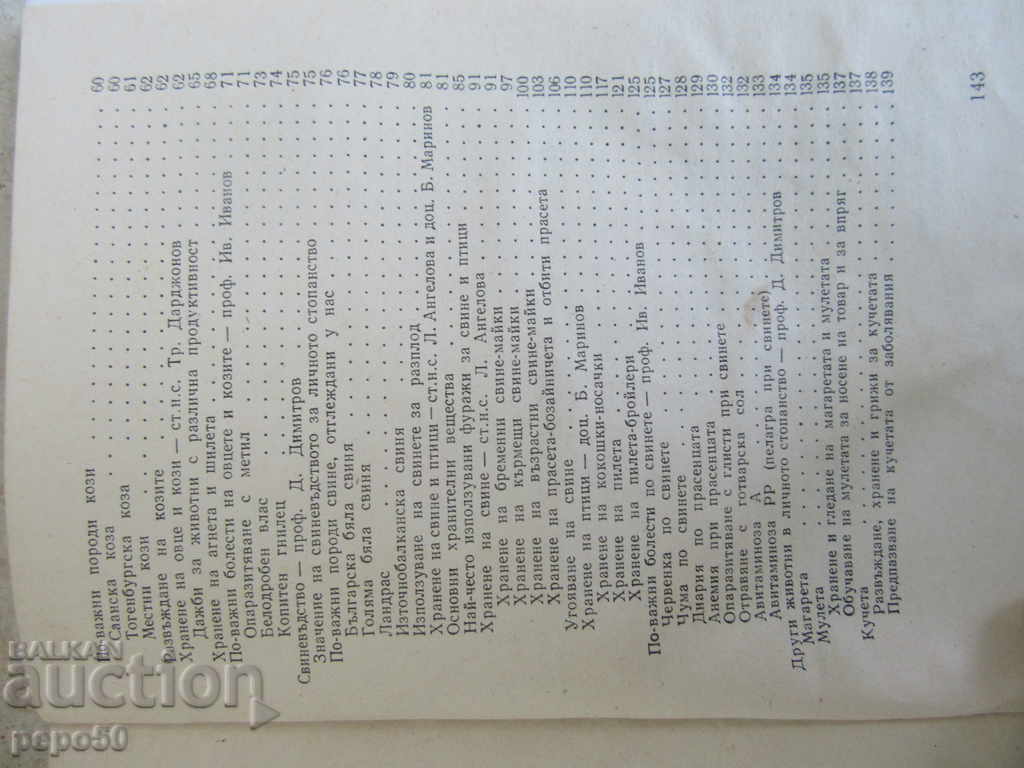 По-важни породи кози . . . . . 60
Саанска коза . . . . . 60
Тогенбургска коза . . . . . 61
Местни кози . . . . . 62
Развъждане на козите . . . . . 62
Хранене на овце и кози — ст.н.с. Тр. Дарджонов . 62
Дажби за животни с различна продуктивност 65
Хранене на агнета и шилета . . . . . 68
По-важни болести на овцете и козите — проф. Ив. Иванов 71
Опаразитяване с метил . . . . . 71
Белодробен влас . . . . . 73
Копитен гнилец . . . . . 74
Свиневъдство — проф. Д. Димитров . . . . . 75
Значение на свиневъдството за личното стопанство 75
По-важни породи свине, отглеждани у нас . . . . . 76
Българска бяла свиня . . . . . 76
Голяма бяла свиня . . . . . 77
Ландрас . . . . . 78
Източнобалканска свиня . . . . . 79
Използуване на свинете за разплод . . . . . 80
Хранене на свине и птици — ст.н.с. Л. Ангелова и доц. Б. Маринов 81
Основни хранителни вещества . . . . . 85
Най-често използувани фуражи за свине и птици 91
Хранене на свине — ст.н.с. Л. Ангелова . . . . . 91
Хранене на бременни свине-майки . . . . . 97
Хранене на кърмещи свине-майки . . . . . 100
Хранене на възрастни свине-майки . . . . . 103
Хранене на прасета-бозайничета и отбити прасета 106
Угояване на свине . . . . . 110
Хранене на птици — доц. Б. Маринов . . . . . 110
Хранене на кокошки-носачки . . . . . 117
Хранене на пилета . . . . . 121
Хранене на пилета-бройлери . . . . . 125
По-важни болести по свинете — проф. Ив. Иванов . . . . . 125
Червенка по свинете . . . . . 127
Чума по свинете . . . . . 128
Диария по прасенцата . . . . . 129
Анемия при прасенцата . . . . . 130
Опаразитяване с глисти при свинете . . . . . 132
Отравяне с готварска сол . . . . . 132
Авитаминоза А . . . . . 133
Авитаминоза РР (пелагра при свинете) . . . . . 134
Други животни в личното стопанство — проф. Д. Димитров 134
Магарета . . . . . 135
Мулета . . . . . 135
Хранене и гледане на магаретата и мулетата . . . . . 137
Обучаване на мулетата за носене на товар и за впряг 137
Кучета . . . . . 138
Развъждане, хранене и грижи за кучетата
Предпазване на кучетата от заболявания . . . . . 139
143
BALKAN
auction
pepo50